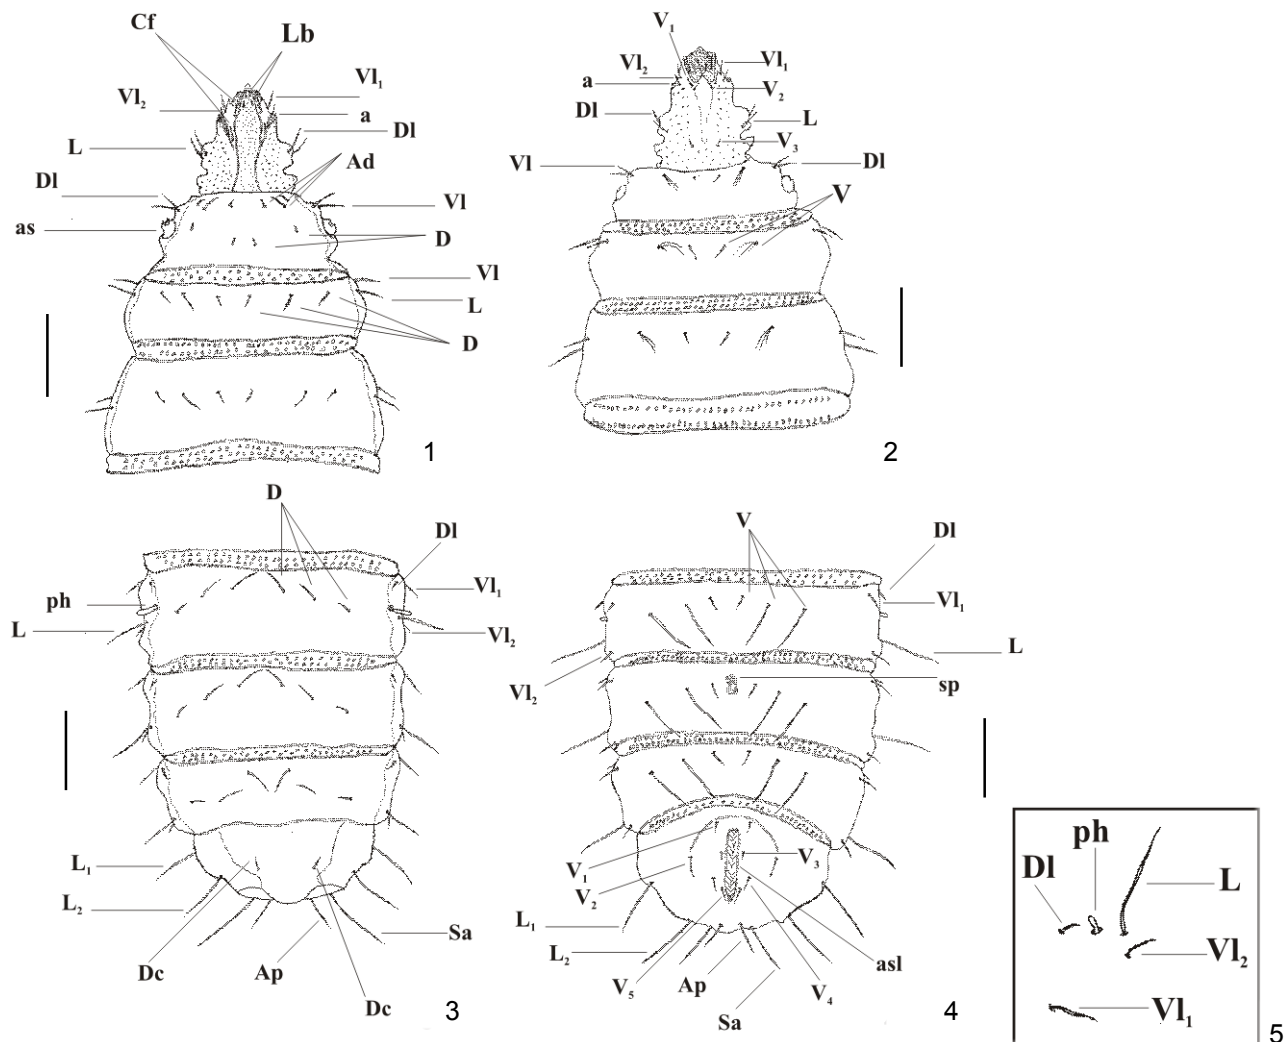 Cf
Lb
Vl₂
Vl₁
a
L
Dl
Ad
Dl
Vl
as
D
Vl
L
D
1
V₁
Vl₂
Vl₁
a
V₂
Dl
L
V₃
Vl
Dl
V
2
D
Dl
ph
Vl₁
L
Vl₂
L₁
L₂
Sa
Dc
Ap
Dc
3
V
Dl
Vl₁
L
Vl₂
sp
V₁
V₃
V₂
L₁
L₂
asl
V₅
Ap
V₄
Sa
4
ph
Dl
L
Vl₂
Vl₁
5